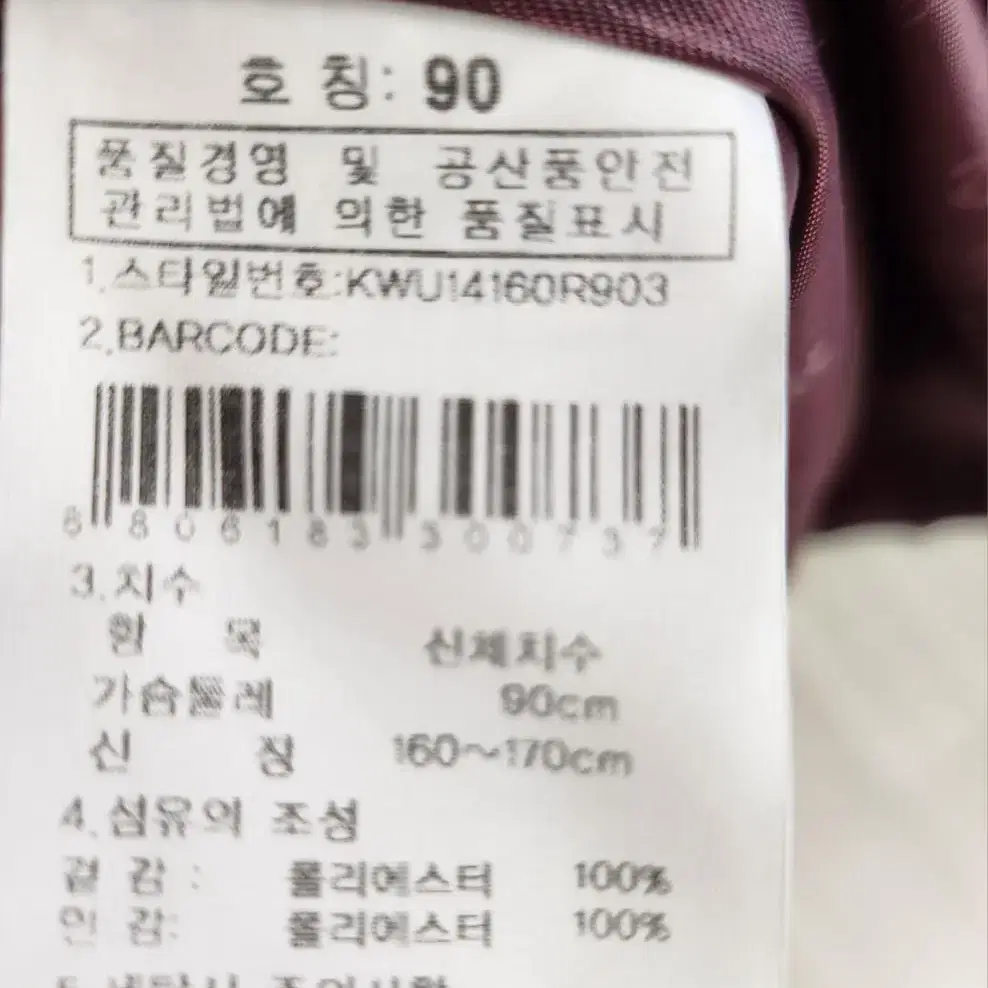 호 칭: 90
품질경영 및 공산품안전
관리법에 의한 품질표시
1.스타일번호:KWU14160R903
2.BARCODE:
8 806183 300737
3.치수
항 목 신체치수
가슴둘레 90cm
신 장 160~170cm
4.섬유의 조성
겉 감 : 폴리에스터 100%
안 감: 폴리에스터 100%